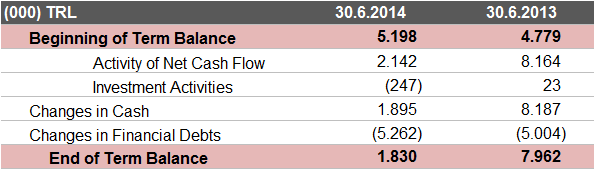 (000) TRL 30.6.2014 30.6.2013
Beginning of Term Balance 5.198 4.779
Activity of Net Cash Flow 2.142 8.164
Investment Activities (247) 23
Changes in Cash 1.895 8.187
Changes in Financial Debts (5.262) (5.004)
End of Term Balance 1.830 7.962